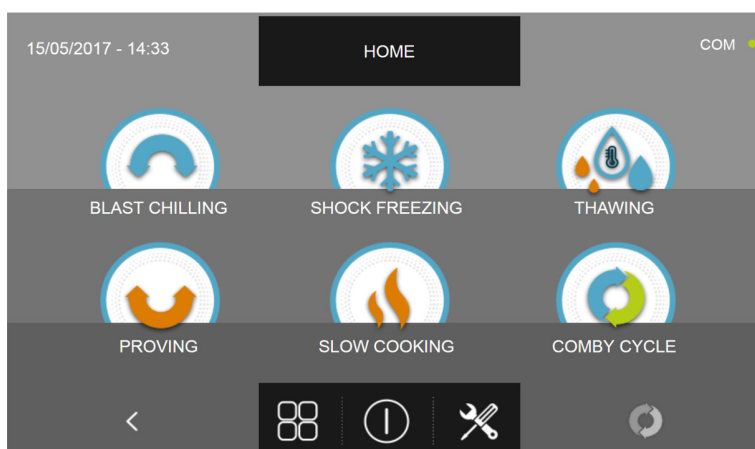 15/05/2017 - 14:33
HOME
COM
BLAST CHILLING
SHOCK FREEZING
THAWING
PROVING
SLOW COOKING
COMBY CYCLE